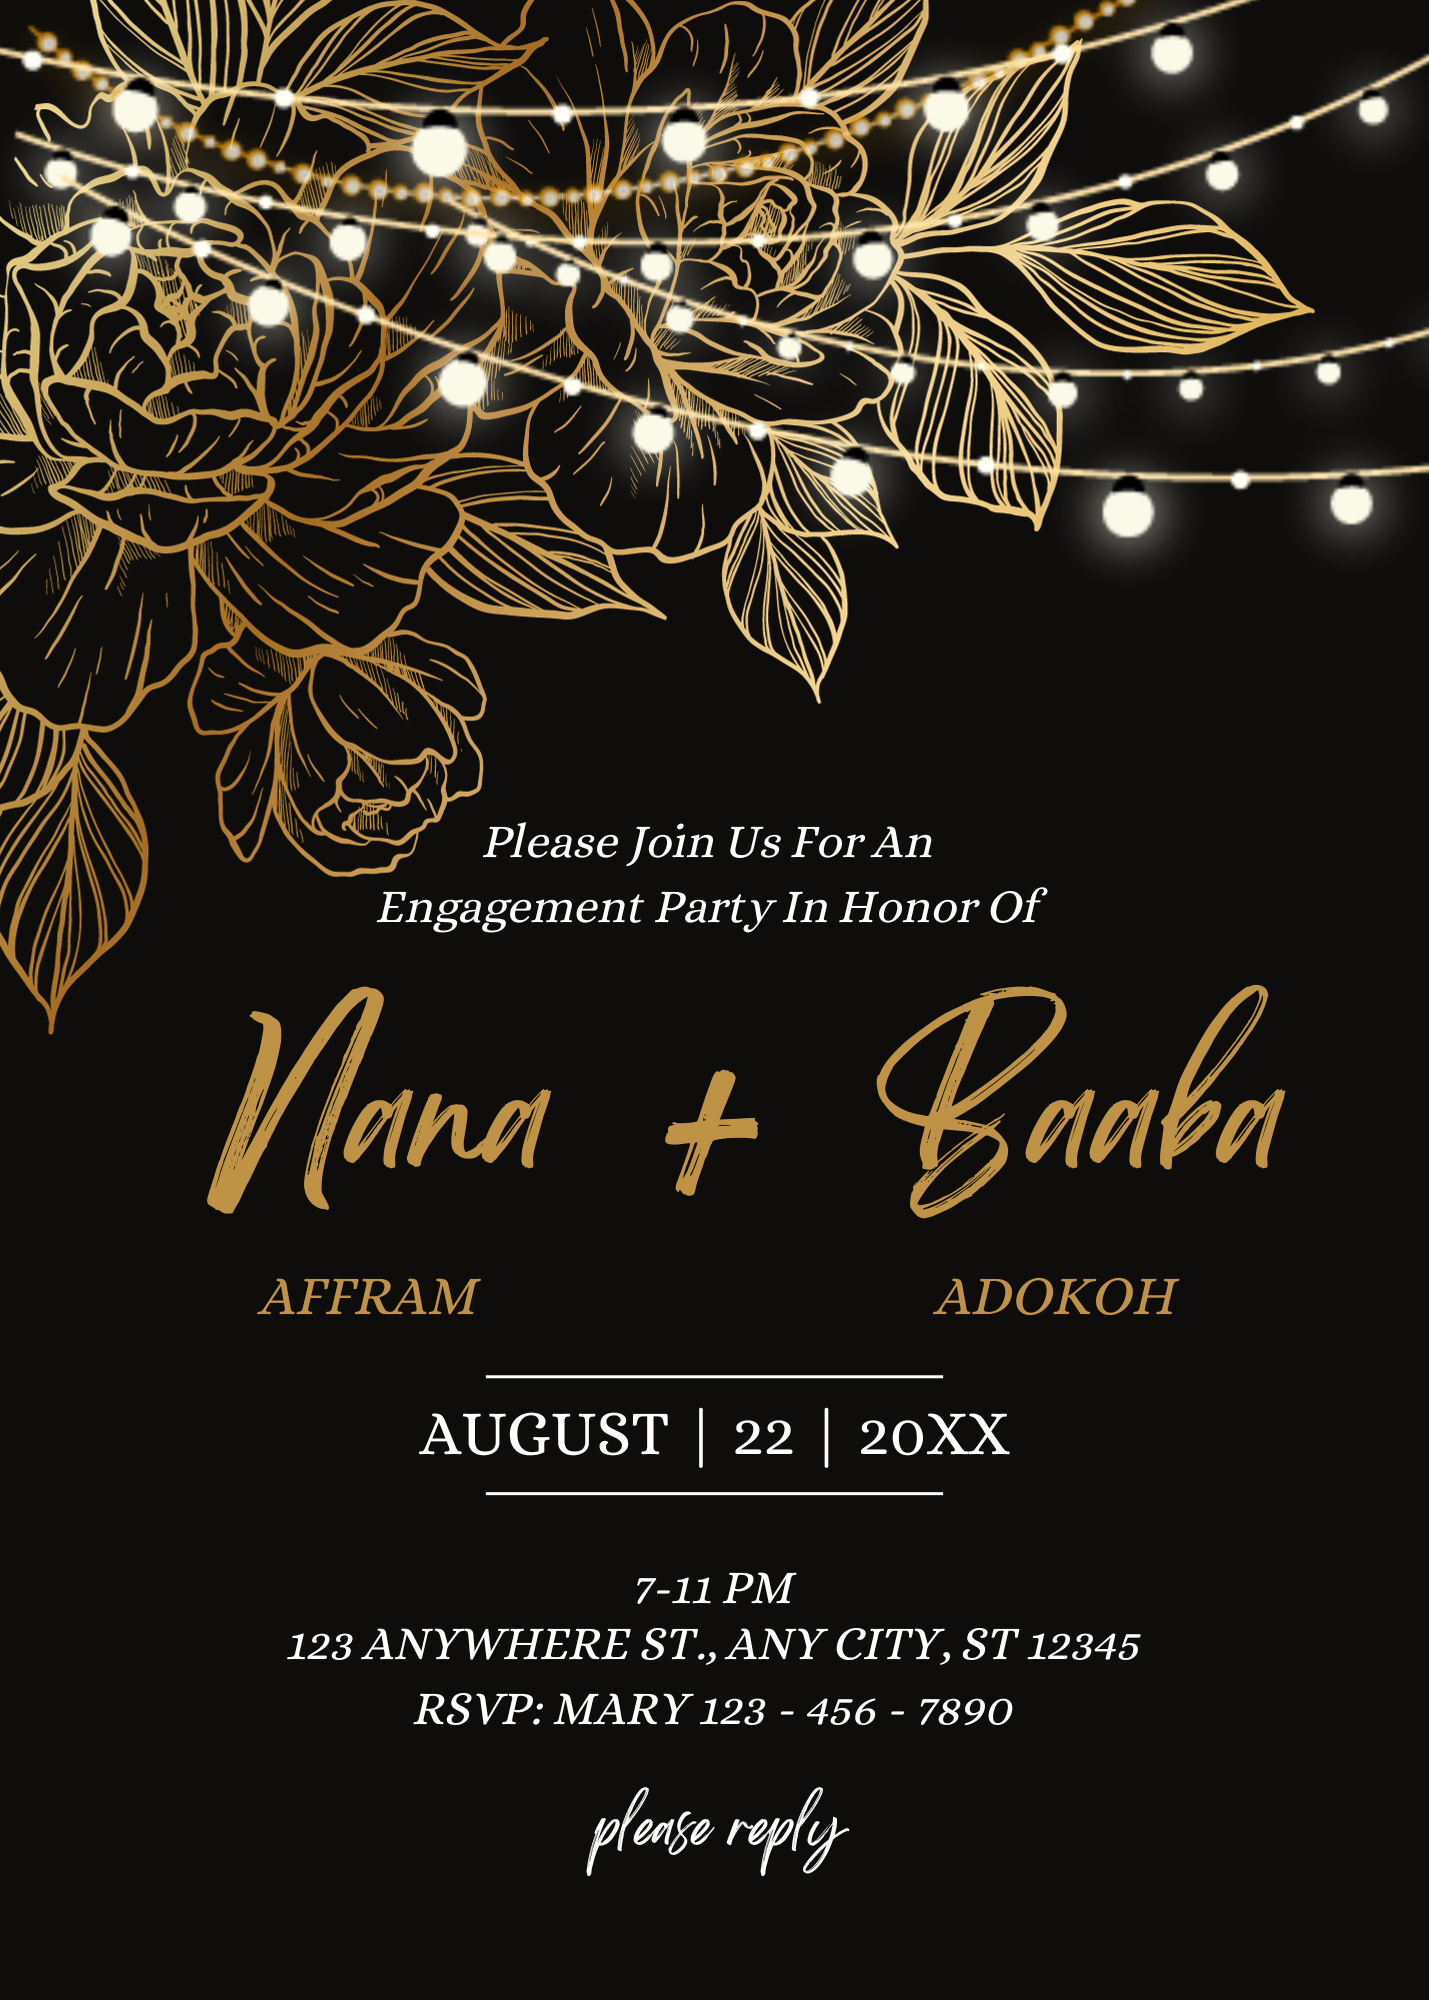 Please Join Us For An
Engagement Party In Honor Of
Nana + Baaba
AFFRAM ADOKOH
AUGUST | 22 | 20XX
7-11 PM
123 ANYWHERE ST., ANY CITY, ST 12345
RSVP: MARY 123 - 456 - 7890
please reply